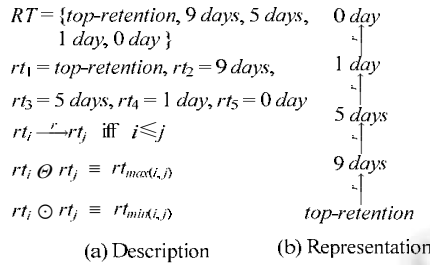 RT = {top-retention, 9 days, 5 days,
1 day, 0 day }
rt₁ = top-retention, rt₂ = 9 days,
rt₃ = 5 days, rt₄ = 1 day, rt₅ = 0 day
rtᵢ —r→ rtⱼ iff i⩽j
rtᵢ Θ rtⱼ ≡ rt_max(i,j)
rtᵢ ⊙ rtⱼ ≡ rt_min(i,j)
(a) Description
0 day
r
1 day
r
5 days
r
9 days
r
top-retention
(b) Representation